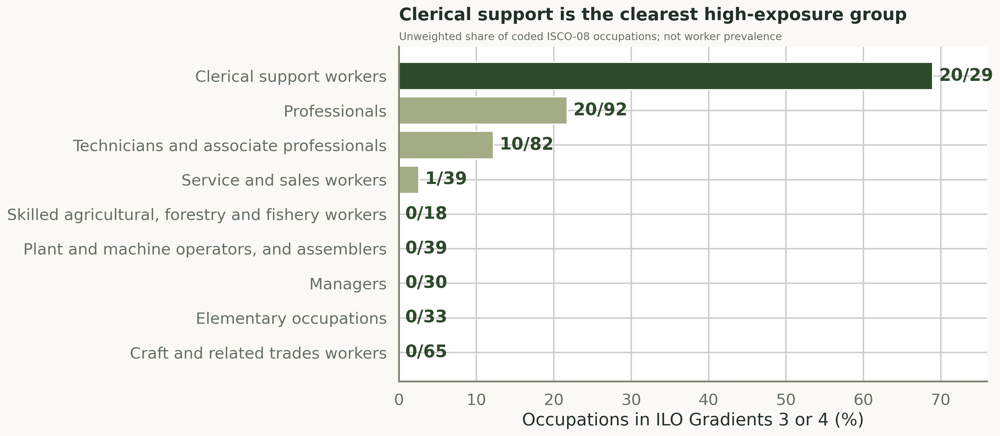 Clerical support is the clearest high-exposure group
Unweighted share of coded ISCO-08 occupations; not worker prevalence
Clerical support workers 20/29
Professionals 20/92
Technicians and associate professionals 10/82
Service and sales workers 1/39
Skilled agricultural, forestry and fishery workers 0/18
Plant and machine operators, and assemblers 0/39
Managers 0/30
Elementary occupations 0/33
Craft and related trades workers 0/65
0 10 20 30 40 50 60 70
Occupations in ILO Gradients 3 or 4 (%)